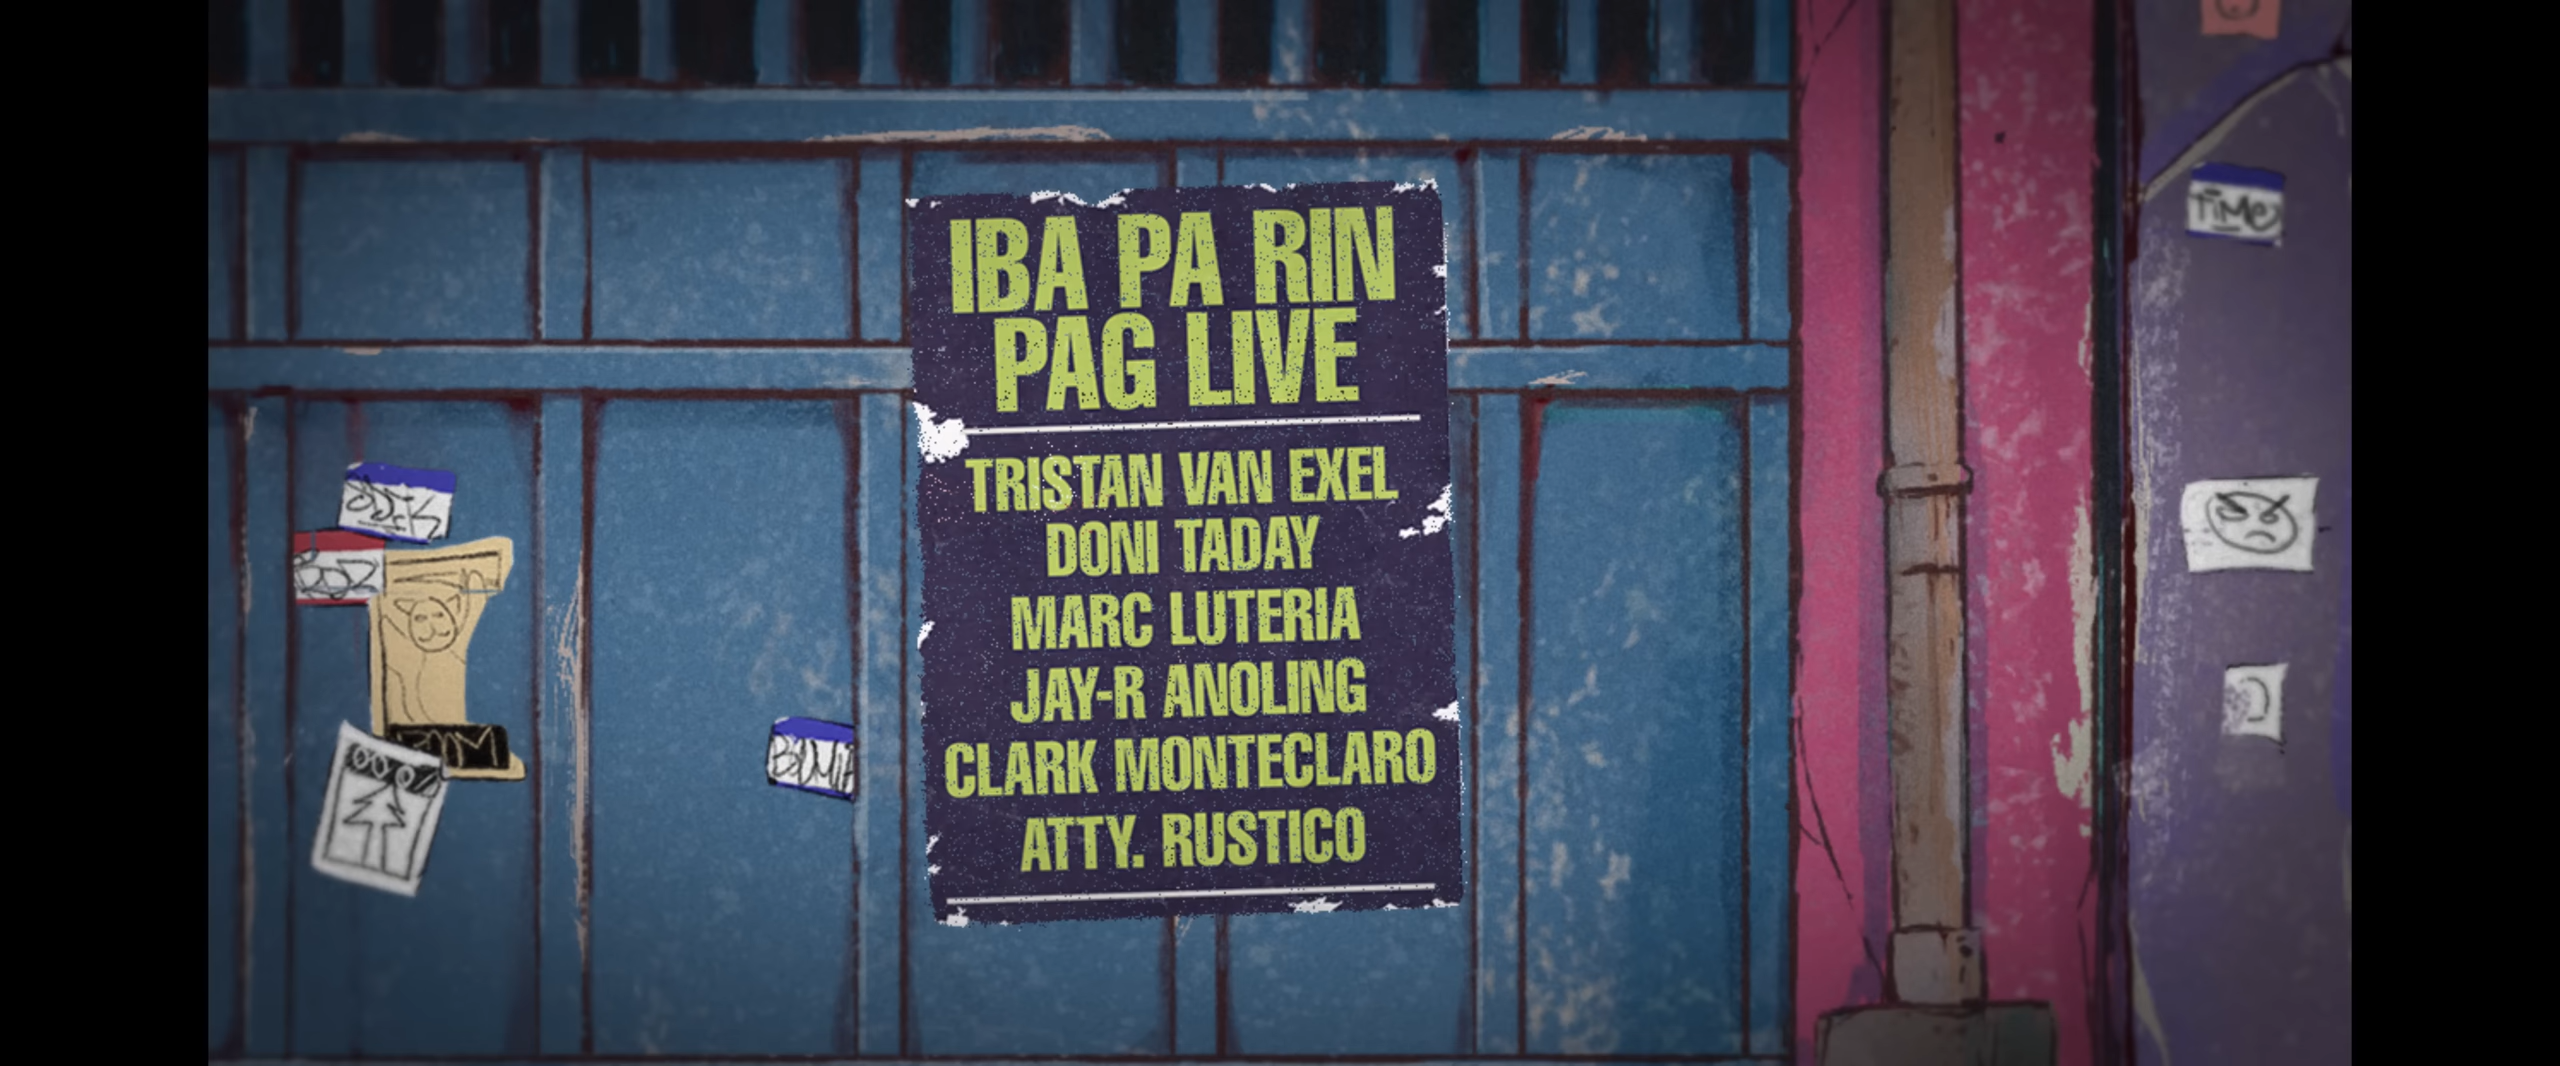 IBA PA RIN
PAG LIVE
TRISTAN VAN EXEL
DONI TADAY
MARC LUTERIA
JAY-R ANOLING
CLARK MONTECLARO
ATTY. RUSTICO
TIME